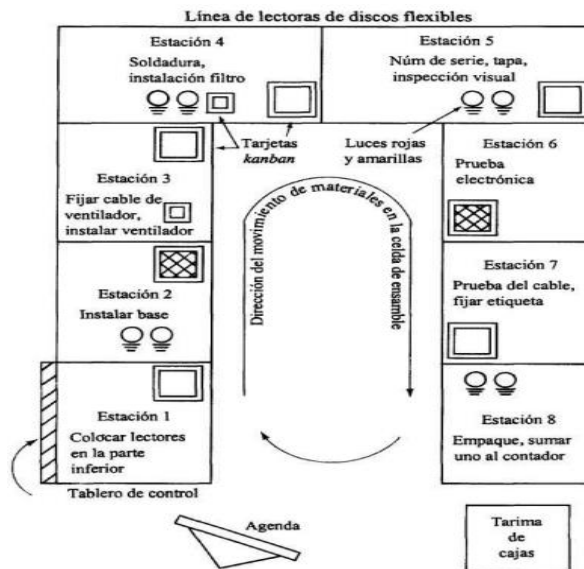 Línea de lectoras de discos flexibles
Estación 4
Soldadura,
instalación filtro
Estación 5
Núm de serie, tapa,
inspección visual
Tarjetas
kanban
Luces rojas
y amarillas
Estación 3
Fijar cable de
ventilador,
instalar ventilador
Estación 6
Prueba
electrónica
Dirección del movimiento de materiales en la celda de ensamble
Estación 2
Instalar base
Estación 7
Prueba del cable,
fijar etiqueta
Estación 1
Colocar lectores
en la parte
inferior
Estación 8
Empaque, sumar
uno al contador
Tablero de control
Agenda
Tarima
de
cajas